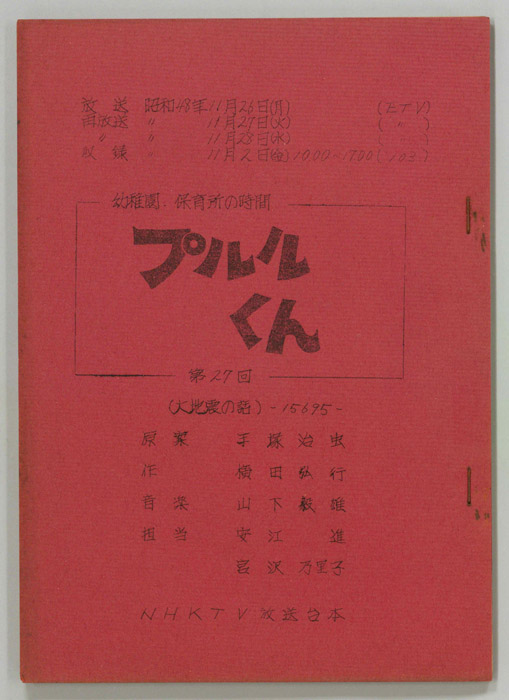 放送 昭和48年11月26日(月) (ETV)
再放送 〃 11月27日(火) ( 〃 )
〃 〃 11月28日(水) ( )
収録 〃 11月2日(金) 10:00~17:00 ( 103 )
幼稚園・保育所の時間
プルルくん
第27回
(大地震の話) -15695-
原案 手塚治虫
作 横田弘行
音楽 山下毅雄
担当 安江 進
宮沢乃里子
NHKTV放送台本